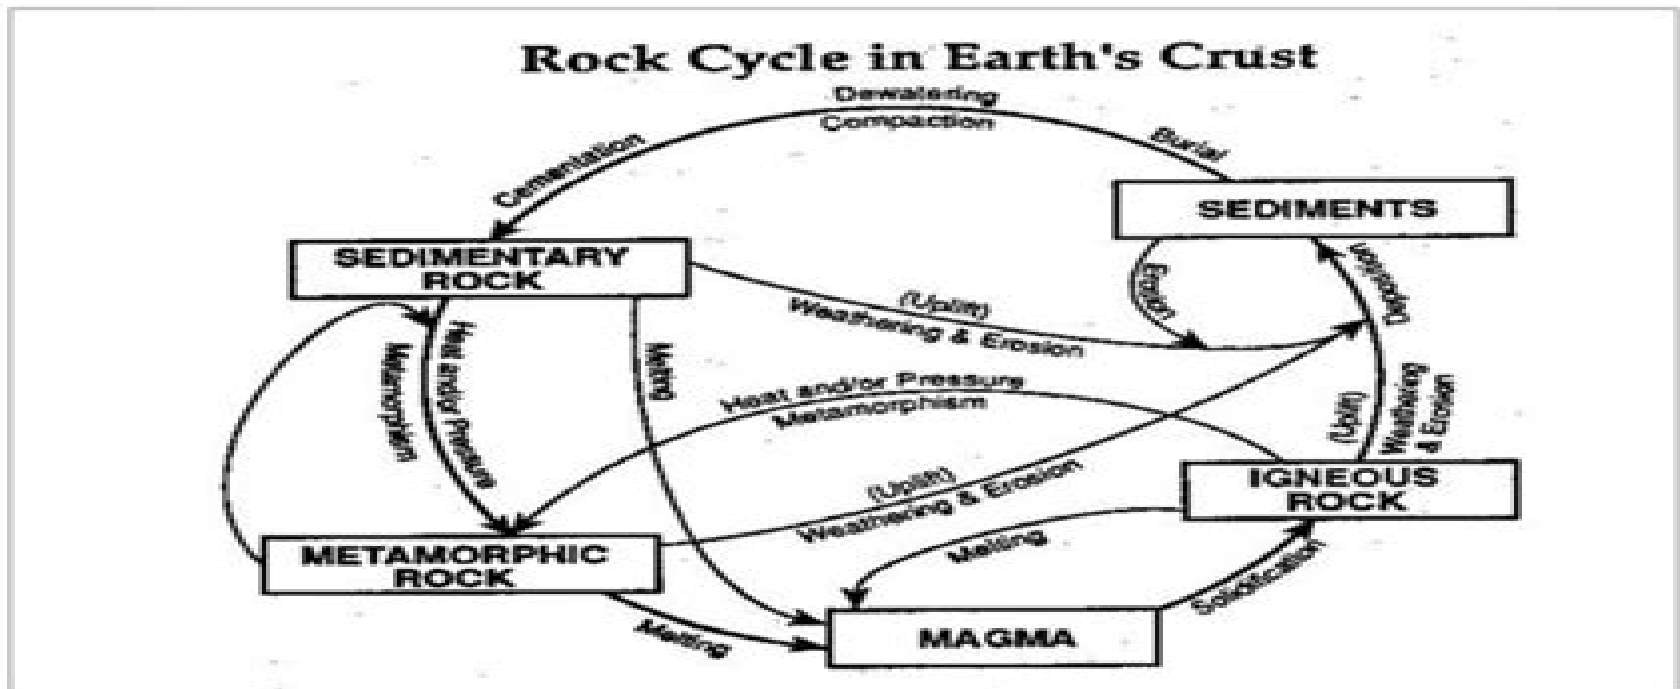 Rock Cycle in Earth's Crust
Dewatering
Compaction
Cementation
Burial
SEDIMENTS
SEDIMENTARY
ROCK
Erosion
Deposition
(Uplift)
Weathering & Erosion
Heat and/or Pressure
Metamorphism
Melting
Heat and/or Pressure
Metamorphism
(Uplift)
Weathering
& Erosion
IGNEOUS
ROCK
(Uplift)
Weathering & Erosion
METAMORPHIC
ROCK
Melting
Solidification
Melting
MAGMA